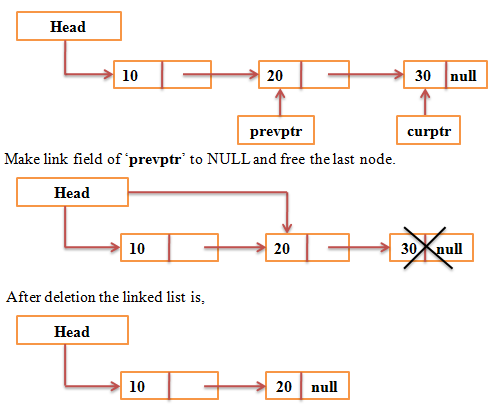 Head
10 20 30 null
prevptr curptr
Make link field of ‘prevptr’ to NULL and free the last node.
Head
10 20 30 null
After deletion the linked list is,
Head
10 20 null